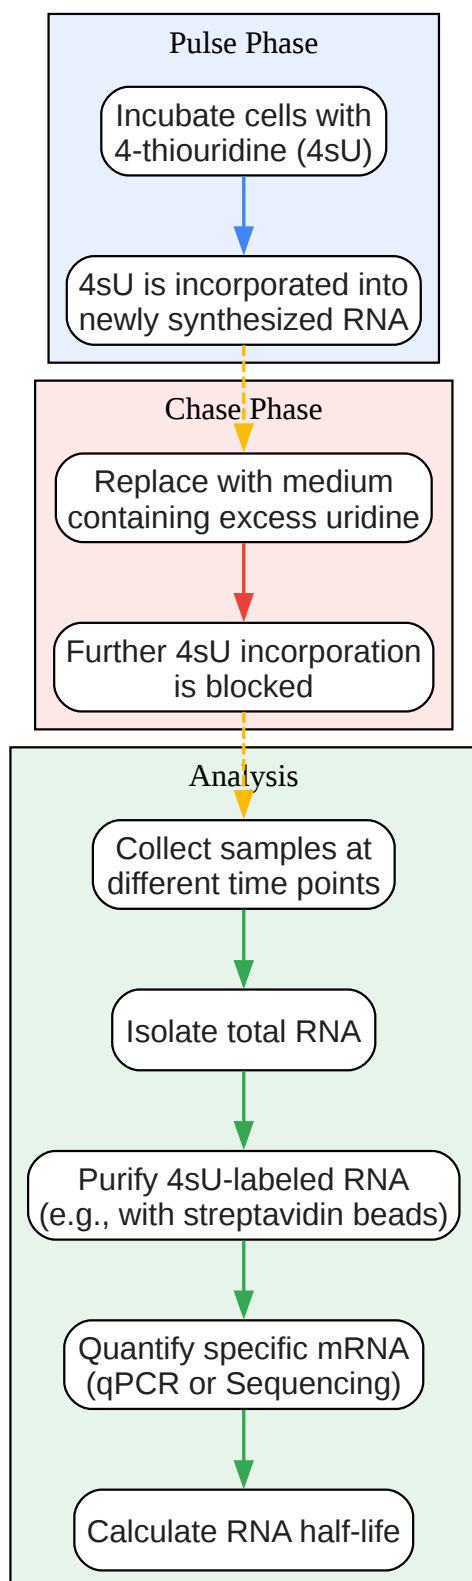 Pulse Phase
Incubate cells with
4-thiouridine (4sU)
4sU is incorporated into
newly synthesized RNA
Chase Phase
Replace with medium
containing excess uridine
Further 4sU incorporation
is blocked
Analysis
Collect samples at
different time points
Isolate total RNA
Purify 4sU-labeled RNA
(e.g., with streptavidin beads)
Quantify specific mRNA
(qPCR or Sequencing)
Calculate RNA half-life